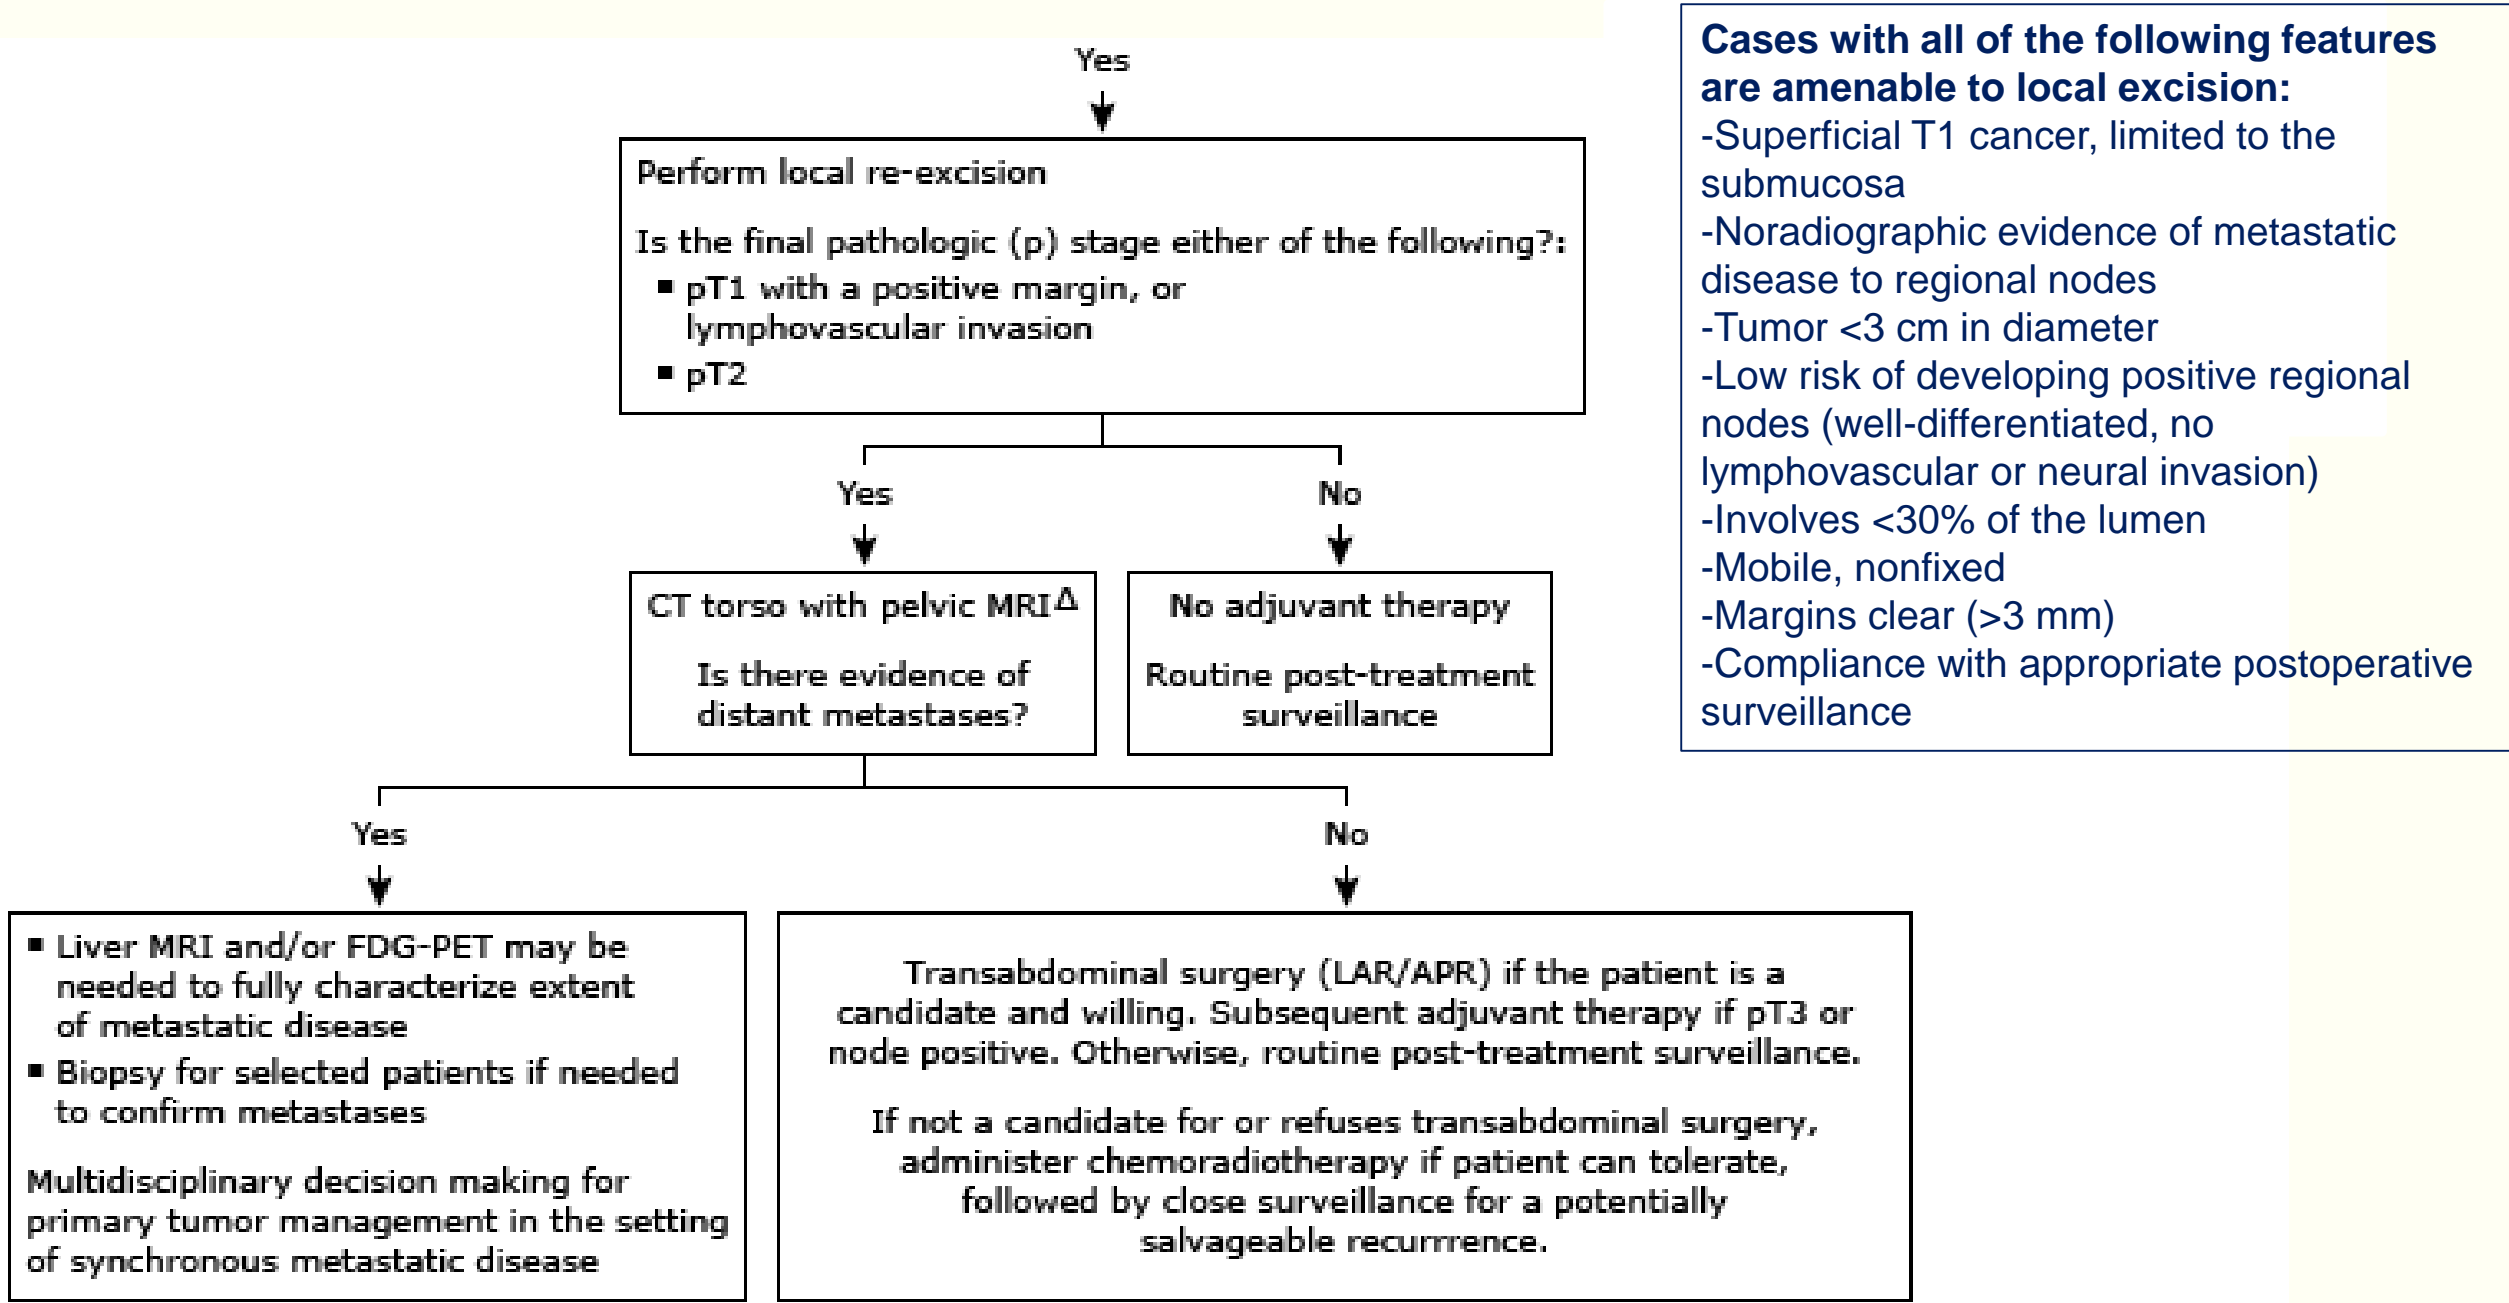 Yes
Perform local re-excision
Is the final pathologic (p) stage either of the following?:
▪ pT1 with a positive margin, or
lymphovascular invasion
▪ pT2
Yes
No
CT torso with pelvic MRIΔ
Is there evidence of
distant metastases?
No adjuvant therapy
Routine post-treatment
surveillance
Yes
No
▪ Liver MRI and/or FDG-PET may be
needed to fully characterize extent
of metastatic disease
▪ Biopsy for selected patients if needed
to confirm metastases
Multidisciplinary decision making for
primary tumor management in the setting
of synchronous metastatic disease
Transabdominal surgery (LAR/APR) if the patient is a
candidate and willing. Subsequent adjuvant therapy if pT3 or
node positive. Otherwise, routine post-treatment surveillance.
If not a candidate for or refuses transabdominal surgery,
administer chemoradiotherapy if patient can tolerate,
followed by close surveillance for a potentially
salvageable recurrrence.
Cases with all of the following features
are amenable to local excision:
-Superficial T1 cancer, limited to the
submucosa
-Noradiographic evidence of metastatic
disease to regional nodes
-Tumor <3 cm in diameter
-Low risk of developing positive regional
nodes (well-differentiated, no
lymphovascular or neural invasion)
-Involves <30% of the lumen
-Mobile, nonfixed
-Margins clear (>3 mm)
-Compliance with appropriate postoperative
surveillance